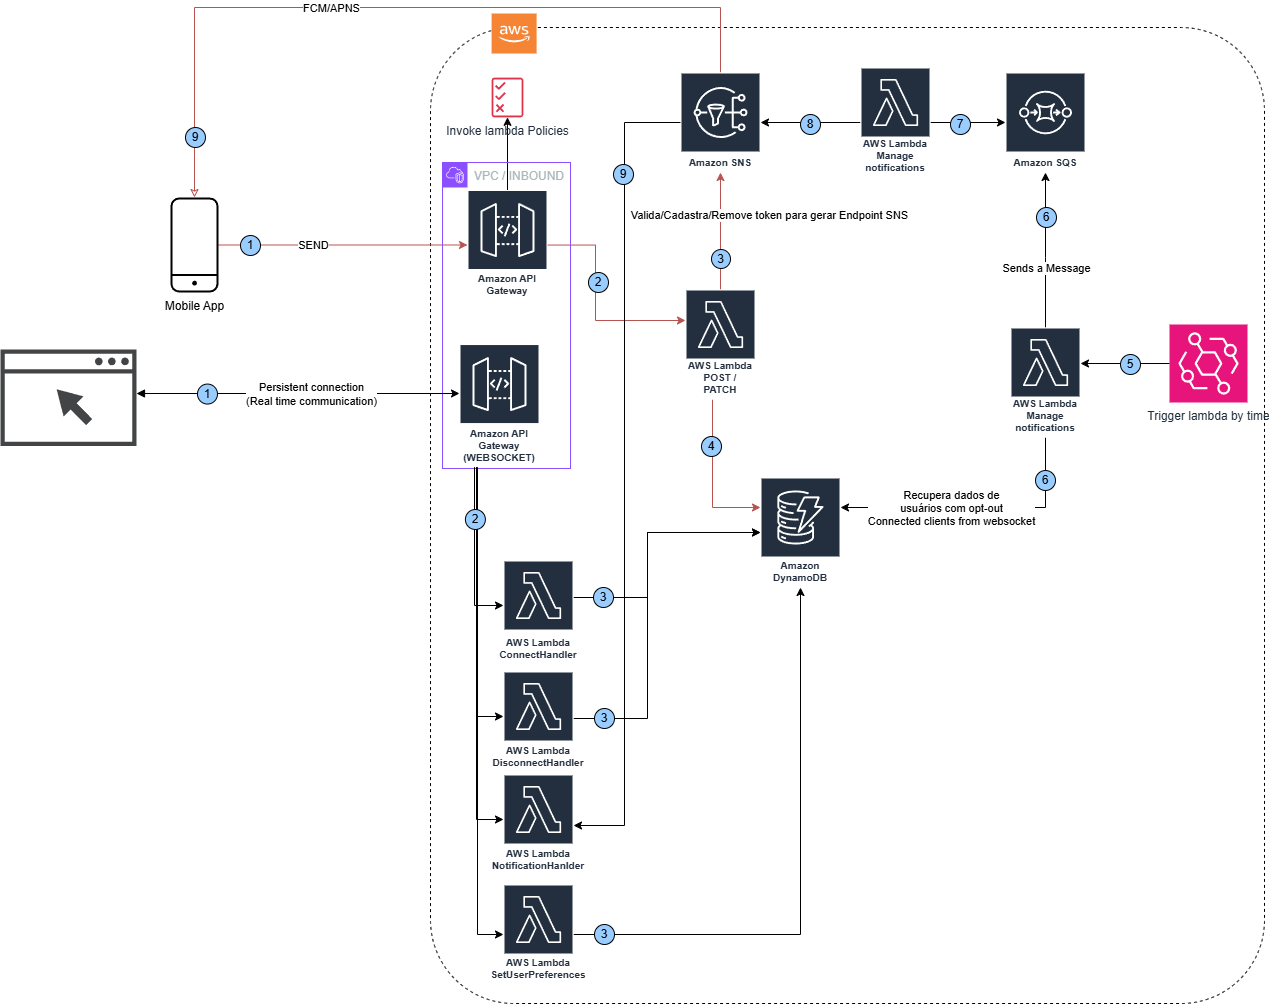 FCM/APNS
aws
Invoke lambda Policies
9
8
7
Amazon SNS
AWS Lambda
Manage
notifications
Amazon SQS
9
VPC / INBOUND
Valida/Cadastra/Remove token para gerar Endpoint SNS
6
1
SEND
Amazon API
Gateway
2
3
Sends a Message
Mobile App
AWS Lambda
POST /
PATCH
5
1
Persistent connection
(Real time communication)
AWS Lambda
Manage
notifications
Trigger lambda by time
Amazon API
Gateway
(WEBSOCKET)
4
6
2
Recupera dados de
usuários com opt-out
Connected clients from websocket
Amazon
DynamoDB
3
AWS Lambda
ConnectHandler
3
AWS Lambda
DisconnectHandler
AWS Lambda
NotificationHanlder
3
AWS Lambda
SetUserPreferences